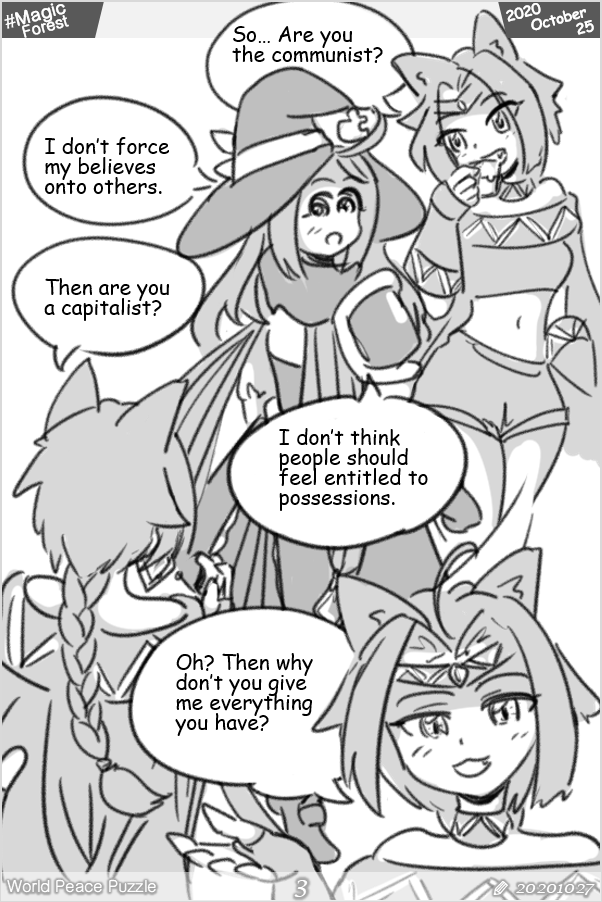 #Magic
Forest
2020
October
25
So... Are you
the communist?
I don't force
my believes
onto others.
Then are you
a capitalist?
I don't think
people should
feel entitled to
possessions.
Oh? Then why
don't you give
me everything
you have?
World Peace Puzzle
3
20201027